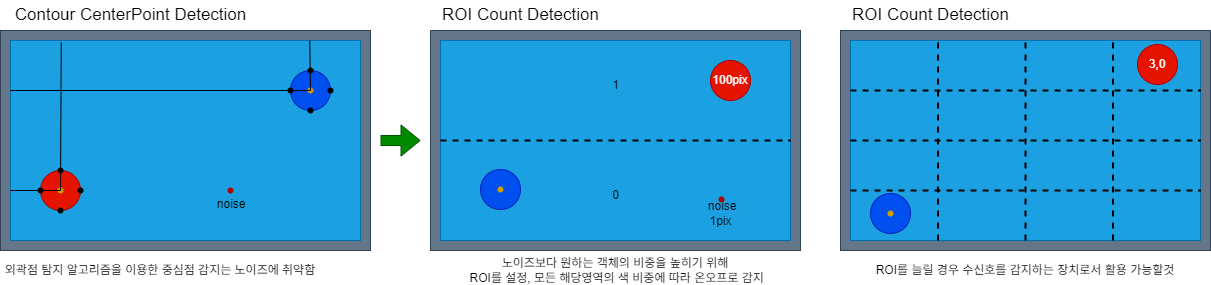 Contour CenterPoint Detection
noise
외곽점 탐지 알고리즘을 이용한 중심점 감지는 노이즈에 취약함
ROI Count Detection
1
100pix
0
noise
1pix
노이즈보다 원하는 객체의 비중을 높히기 위해
ROI를 설정, 모든 해당영역의 색 비중에 따라 온오프로 감지
ROI Count Detection
3,0
ROI를 늘릴 경우 수신호를 감지하는 장치로서 활용 가능할것